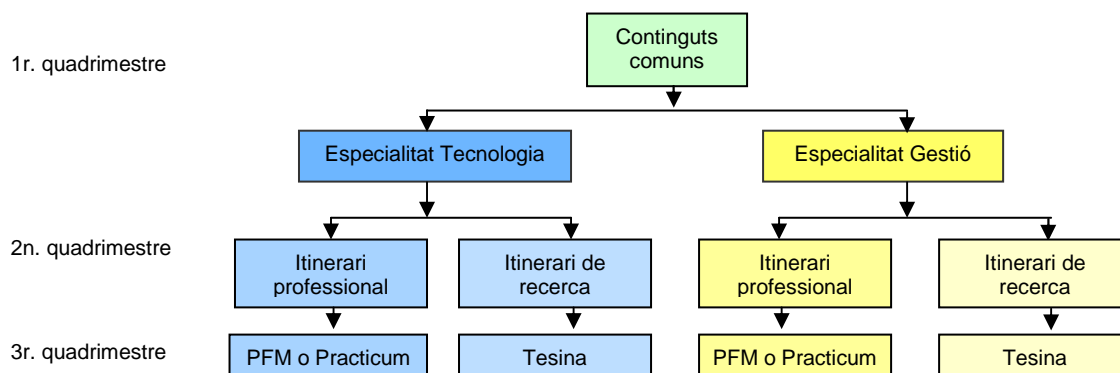 Continguts
comuns
1r. quadrimestre
Especialitat Tecnologia
Especialitat Gestió
2n. quadrimestre
Itinerari
professional
Itinerari de
recerca
Itinerari
professional
Itinerari de
recerca
3r. quadrimestre
PFM o Practicum
Tesina
PFM o Practicum
Tesina